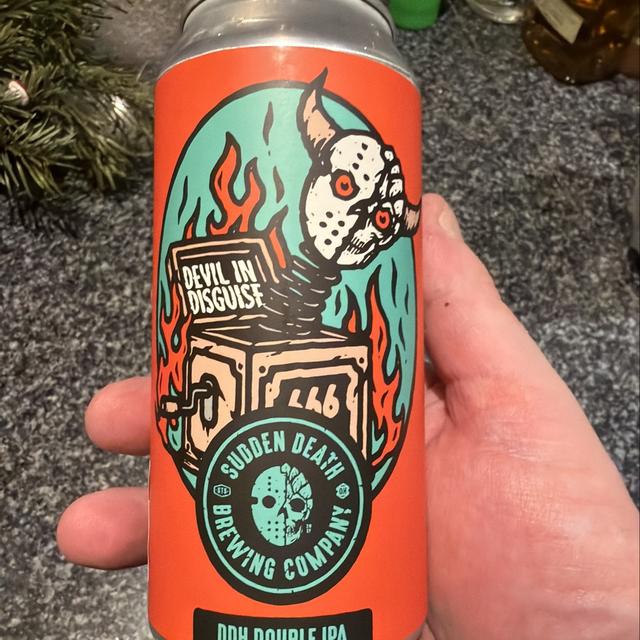 DEVIL IN
DISGUISE
666
SUDDEN DEATH
BREWING COMPANY
DDH DOUBLE IPA